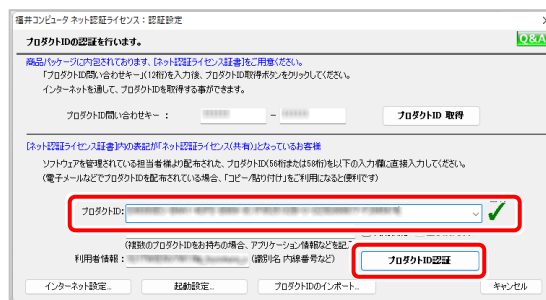 福井コンピュータ ネット認証ライセンス：認証設定
プロダクトIDの認証を行います。
Q&A
商品パッケージに内包されております、[ネット認証ライセンス証書]をご用意ください。
「プロダクトID問い合わせキー」(12桁)を入力後、プロダクトID取得ボタンをクリックしてください。
インターネットを通して、プロダクトIDを取得する事ができます。
プロダクトID問い合わせキー：
－
プロダクトID 取得
[ネット認証ライセンス証書]内の表記が「ネット認証ライセンス(共有)」となっているお客様
ソフトウェアを管理されている担当者様より配布された、プロダクトID(56桁または58桁)を以下の入力欄に直接入力してください。
(電子メールなどでプロダクトIDを配布されている場合、「コピー/貼り付け」をご利用になると便利です)
プロダクトID:
(複数のプロダクトIDをお持ちの場合、アプリケーション情報などを記
利用者情報：
(識別名 内線番号など)
プロダクトID認証
インターネット設定...
起動設定...
プロダクトIDのインポート...
キャンセル